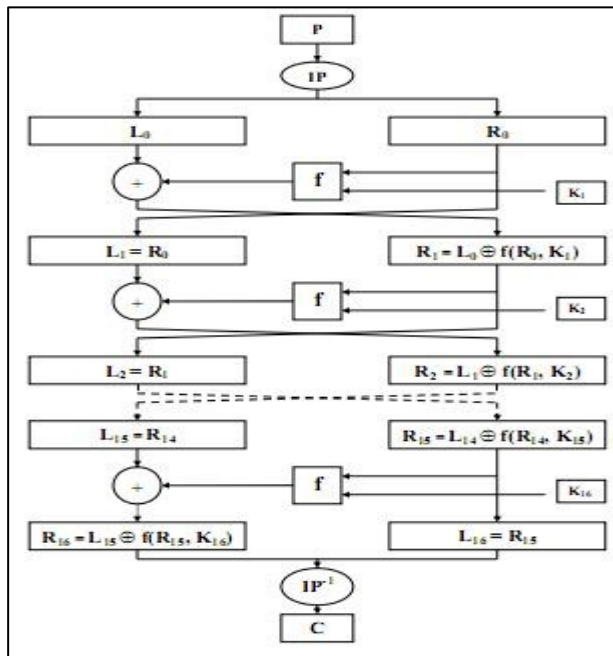 P
IP
L₀
R₀
+
f
K₁
L₁ = R₀
R₁ = L₀ ⊕ f(R₀, K₁)
+
f
K₂
L₂ = R₁
R₂ = L₁ ⊕ f(R₁, K₂)
L₁₅ = R₁₄
R₁₅ = L₁₄ ⊕ f(R₁₄, K₁₅)
+
f
K₁₆
R₁₆ = L₁₅ ⊕ f(R₁₅, K₁₆)
L₁₆ = R₁₅
IP⁻¹
C